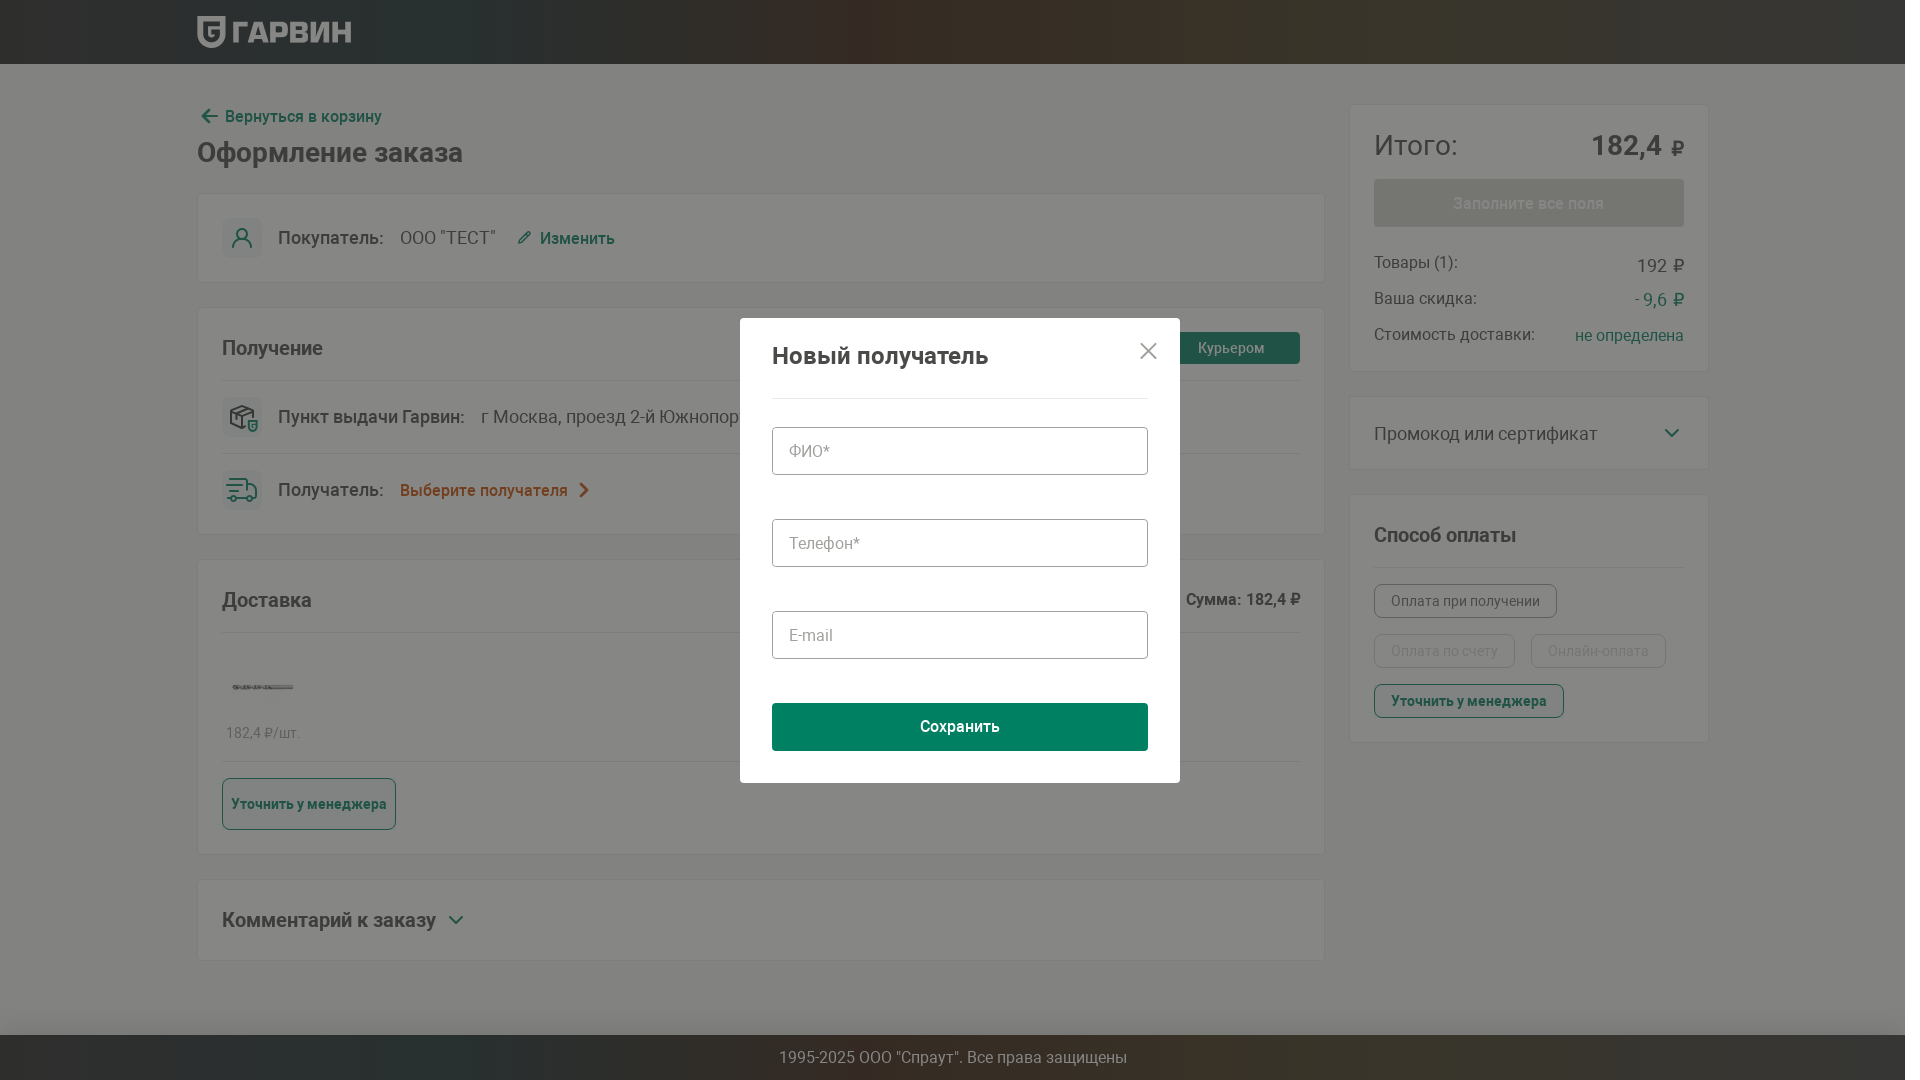 ГАРВИН
Вернуться в корзину
Оформление заказа
Покупатель: ООО "ТЕСТ" Изменить
Получение
Курьером
Пункт выдачи Гарвин: г Москва, проезд 2-й Южнопор
Получатель: Выберите получателя
Доставка
Сумма: 182,4 ₽
182,4 ₽/шт.
Уточнить у менеджера
Комментарий к заказу
Новый получатель
ФИО*
Телефон*
E-mail
Сохранить
Итого: 182,4 ₽
Заполните все поля
Товары (1): 192 ₽
Ваша скидка: - 9,6 ₽
Стоимость доставки: не определена
Промокод или сертификат
Способ оплаты
Оплата при получении
Оплата по счету Онлайн-оплата
Уточнить у менеджера
1995-2025 ООО "Спраут". Все права защищены